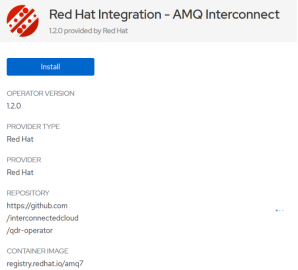 Red Hat Integration - AMQ Interconnect
1.2.0 provided by Red Hat
Install
OPERATOR VERSION
1.2.0
PROVIDER TYPE
Red Hat
PROVIDER
Red Hat
REPOSITORY
https://github.com
/interconnectedcloud
/qdr-operator
CONTAINER IMAGE
registry.redhat.io/amq7